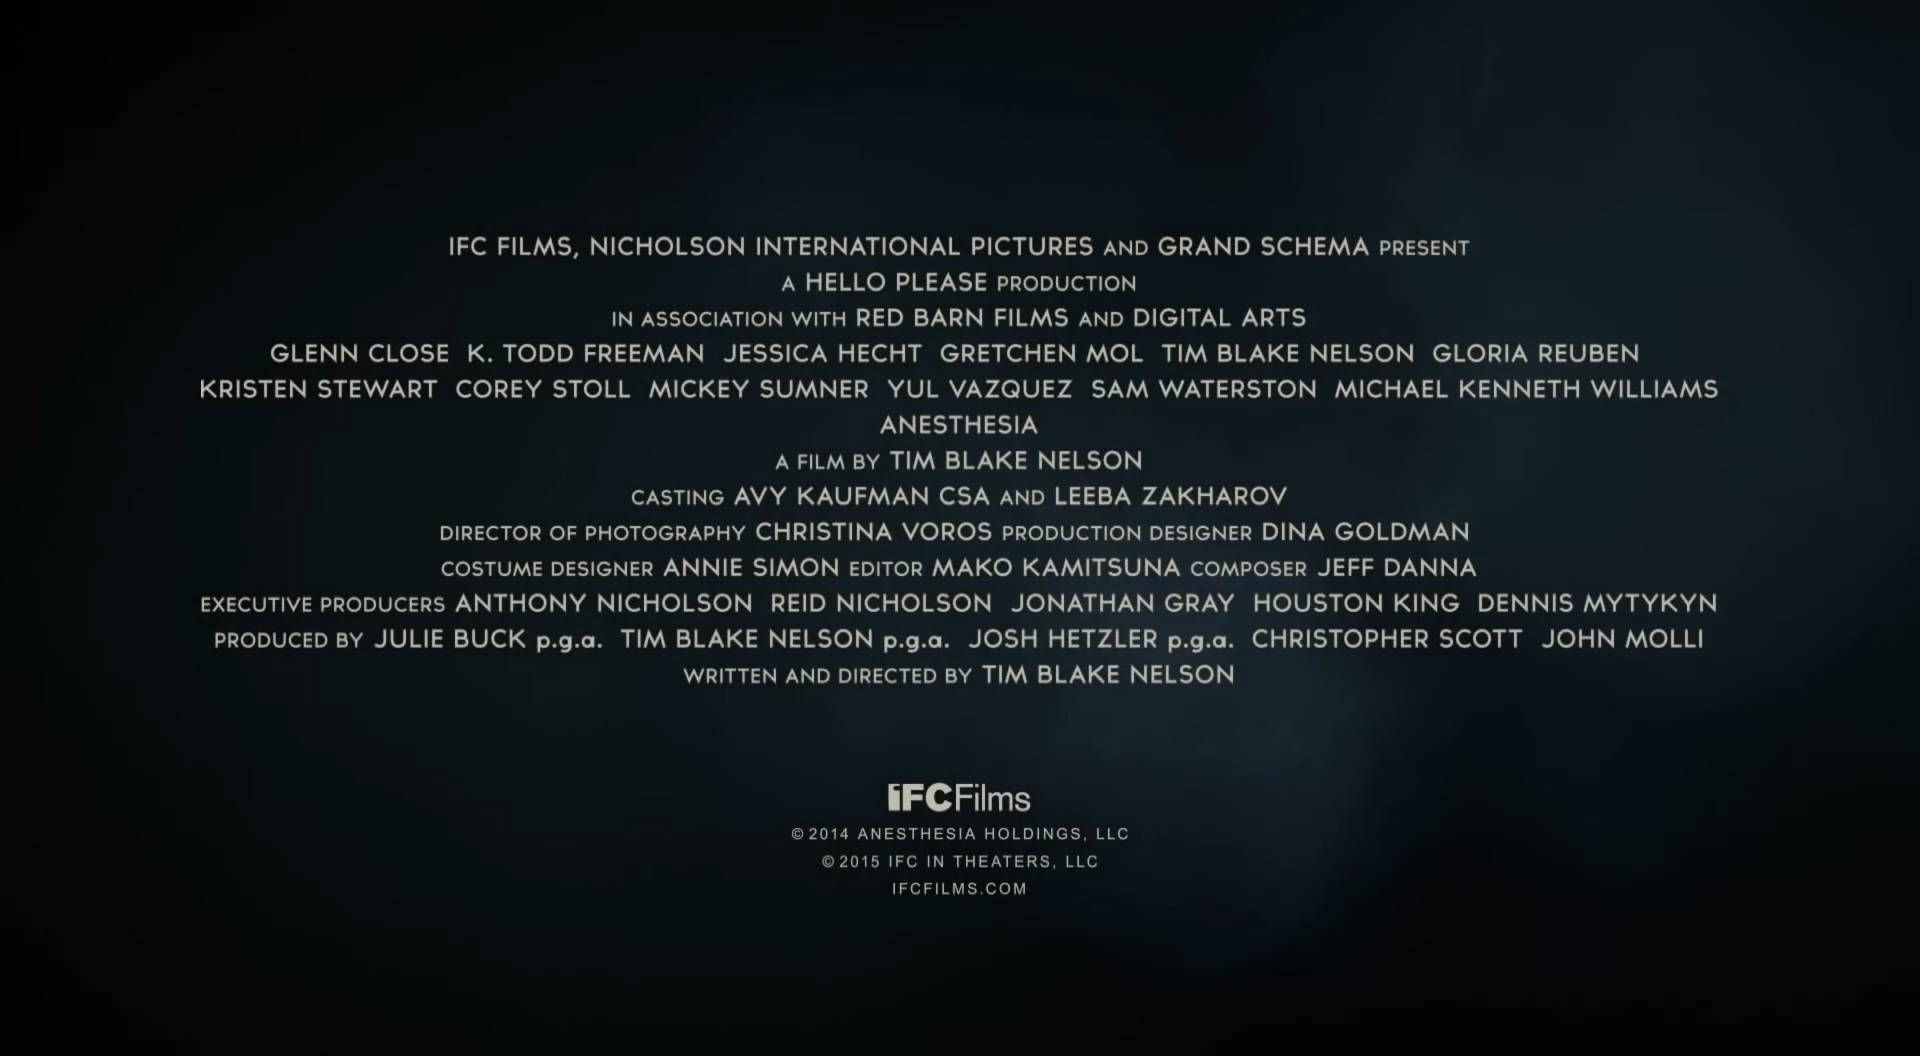 IFC FILMS, NICHOLSON INTERNATIONAL PICTURES AND GRAND SCHEMA PRESENT
A HELLO PLEASE PRODUCTION
IN ASSOCIATION WITH RED BARN FILMS AND DIGITAL ARTS
GLENN CLOSE K. TODD FREEMAN JESSICA HECHT GRETCHEN MOL TIM BLAKE NELSON GLORIA REUBEN
KRISTEN STEWART COREY STOLL MICKEY SUMNER YUL VAZQUEZ SAM WATERSTON MICHAEL KENNETH WILLIAMS
ANESTHESIA
A FILM BY TIM BLAKE NELSON
CASTING AVY KAUFMAN CSA AND LEEBA ZAKHAROV
DIRECTOR OF PHOTOGRAPHY CHRISTINA VOROS PRODUCTION DESIGNER DINA GOLDMAN
COSTUME DESIGNER ANNIE SIMON EDITOR MAKO KAMITSUNA COMPOSER JEFF DANNA
EXECUTIVE PRODUCERS ANTHONY NICHOLSON REID NICHOLSON JONATHAN GRAY HOUSTON KING DENNIS MYTYKYN
PRODUCED BY JULIE BUCK p.g.a. TIM BLAKE NELSON p.g.a. JOSH HETZLER p.g.a. CHRISTOPHER SCOTT JOHN MOLLI
WRITTEN AND DIRECTED BY TIM BLAKE NELSON
IFC Films
© 2014 ANESTHESIA HOLDINGS, LLC
© 2015 IFC IN THEATERS, LLC
IFCFILMS.COM